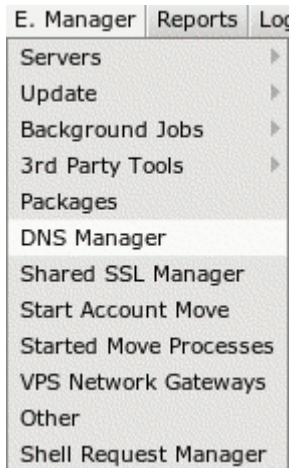 E. Manager Reports
Servers
Update
Background Jobs
3rd Party Tools
Packages
DNS Manager
Shared SSL Manager
Start Account Move
Started Move Processes
VPS Network Gateways
Other
Shell Request Manager